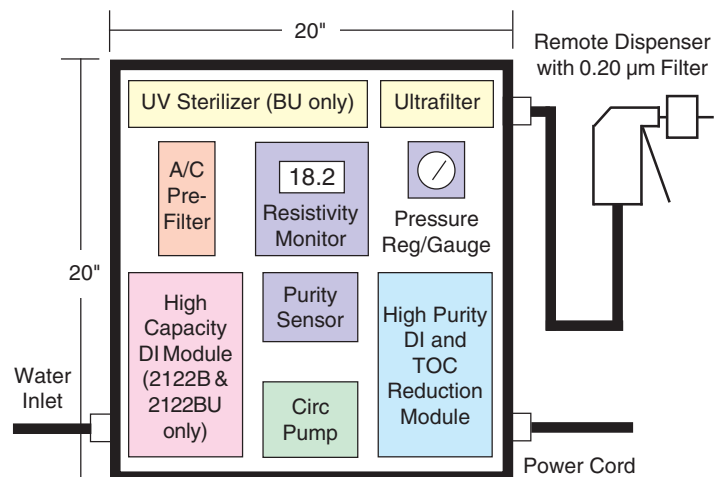 20"
Remote Dispenser
with 0.20 µm Filter
UV Sterilizer (BU only)
Ultrafilter
A/C
Pre-
Filter
18.2
Resistivity
Monitor
Pressure
Reg/Gauge
20"
High
Capacity
DI Module
(2122B &
2122BU
only)
Purity
Sensor
High Purity
DI and
TOC
Reduction
Module
Water
Inlet
Circ
Pump
Power Cord